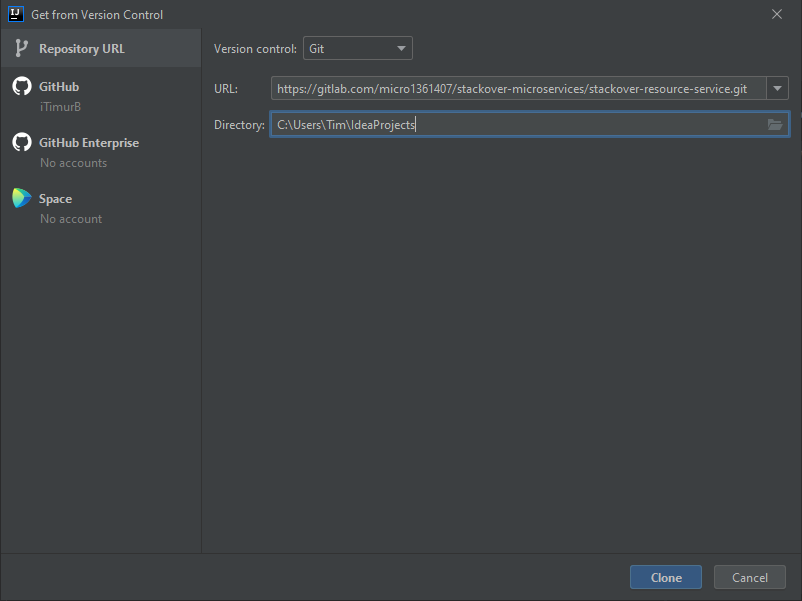 IJ Get from Version Control
Repository URL
GitHub
iTimurB
GitHub Enterprise
No accounts
Space
No account
Version control: Git
URL: https://gitlab.com/micro1361407/stackover-microservices/stackover-resource-service.git
Directory: C:\Users\Tim\IdeaProjects
Clone Cancel